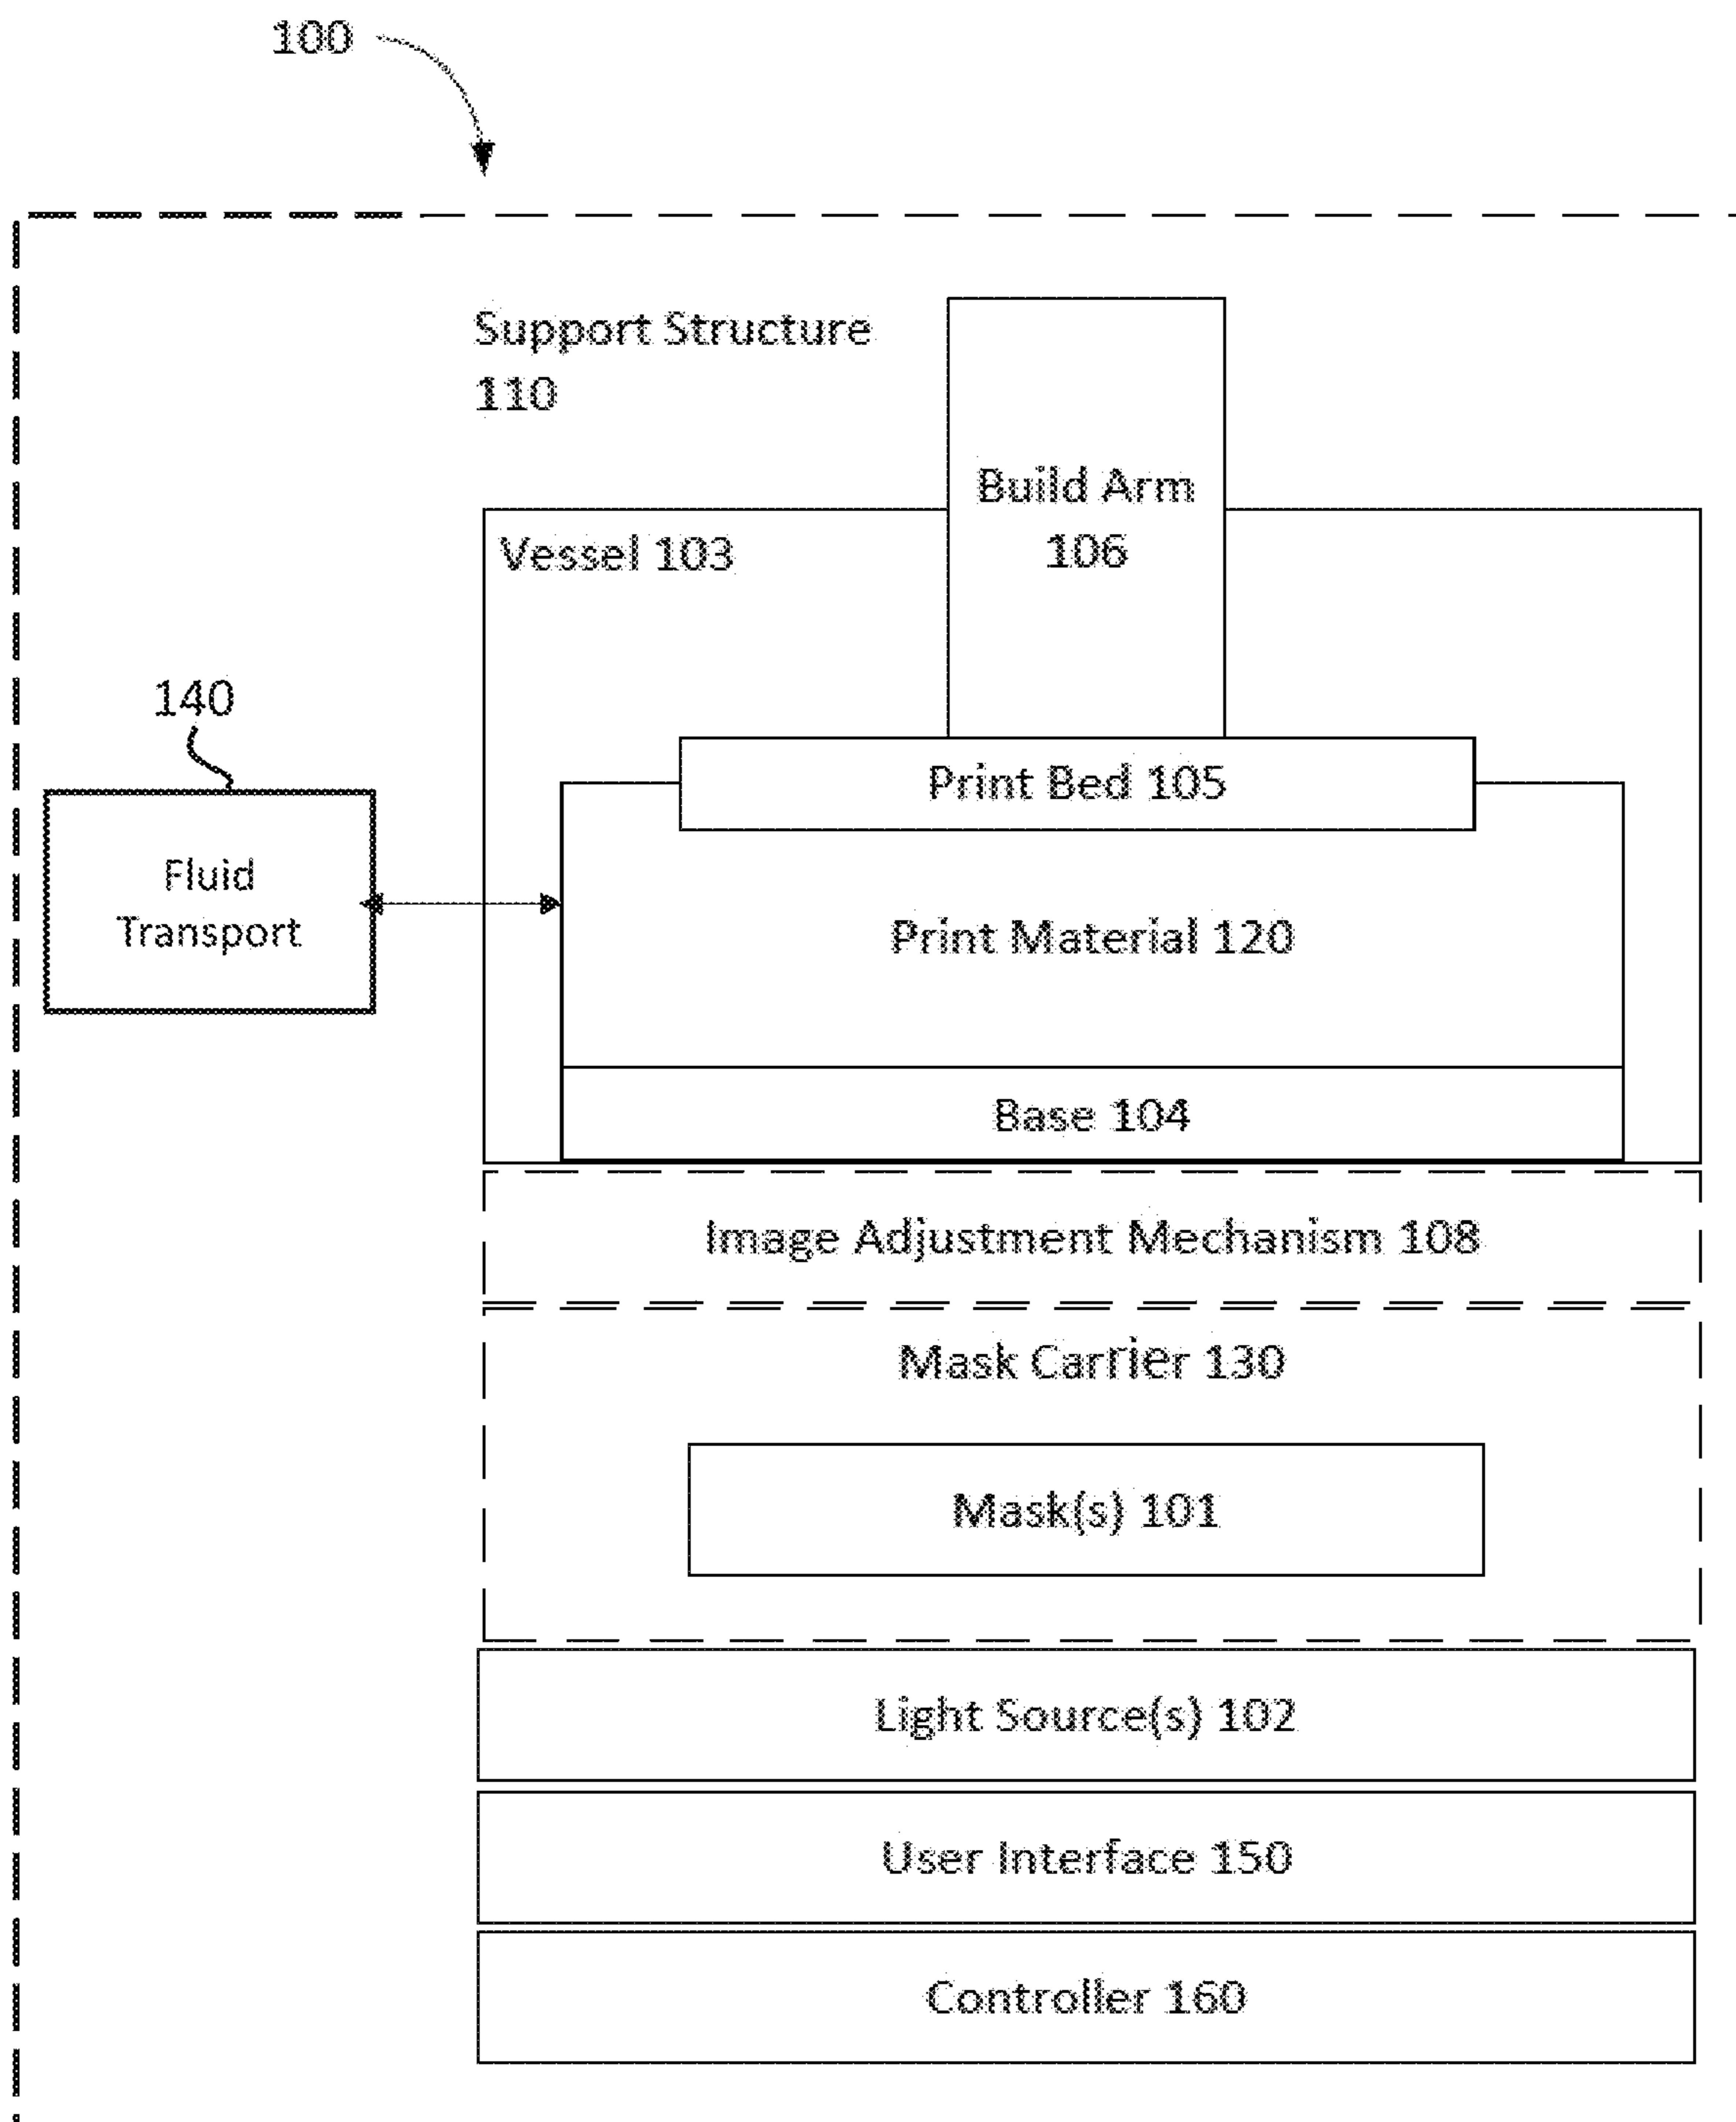 100
Support Structure
110
Build Arm
106
Vessel 103
140
Print Bed 105
Fluid
Transport
Print Material 120
Base 104
Image Adjustment Mechanism 108
Mask Carrier 130
Mask(s) 101
Light Source(s) 102
User Interface 150
Controller 160